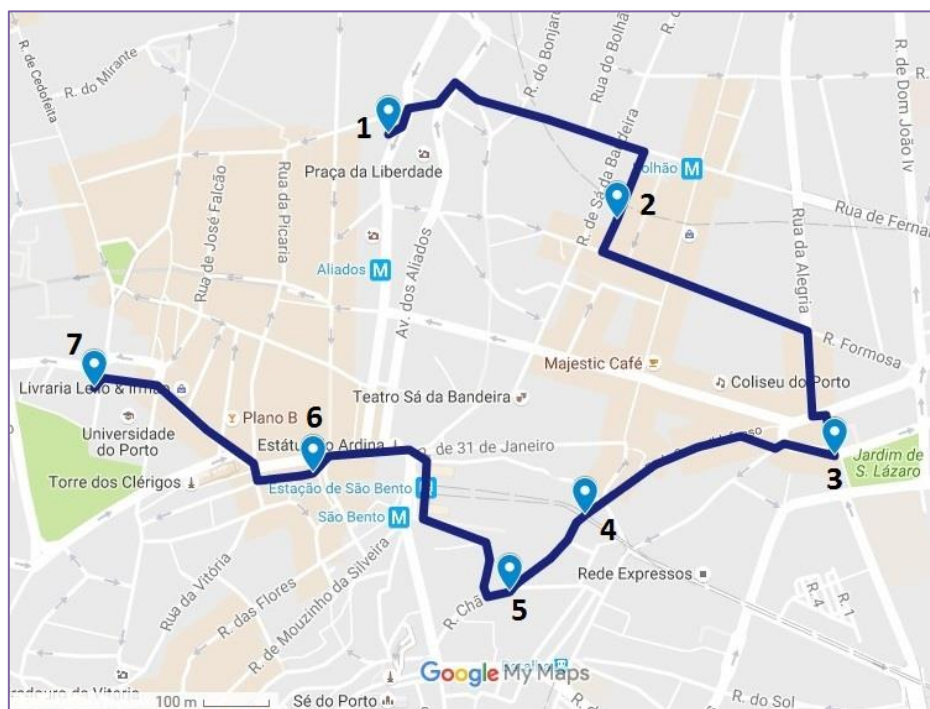 R. de Cedofeita
R. do Mirante
R. do Bonjar
Rua do Bolhã
R. de Dom João Iv
1
Praça da Liberdade
R. de Sá da Bandeira
Bolhão M
2
Rua de Fernan
Rua de José Falcão
Rua da Picaria
Aliados M
Av. dos Aliados
Rua da Alegria
R. Formosa
7
Majestic Café
Livraria Lello & Irmão
Teatro Sá da Bandeira
Coliseu do Porto
Plano B
6
Universidade
do Porto
Estátua do Ardina
de 31 de Janeiro
Jardim de
S. Lázaro
3
Torre dos Clérigos
Estação de São Bento
São Bento M
4
Rua da Vitória
R. das Flores
R. de Mouzinho da Silveira
R. Chã
5
Rede Expressos
R. 4
R. 1
Google My Maps
Batalha
100 m
Sé do Porto
R. do Sol